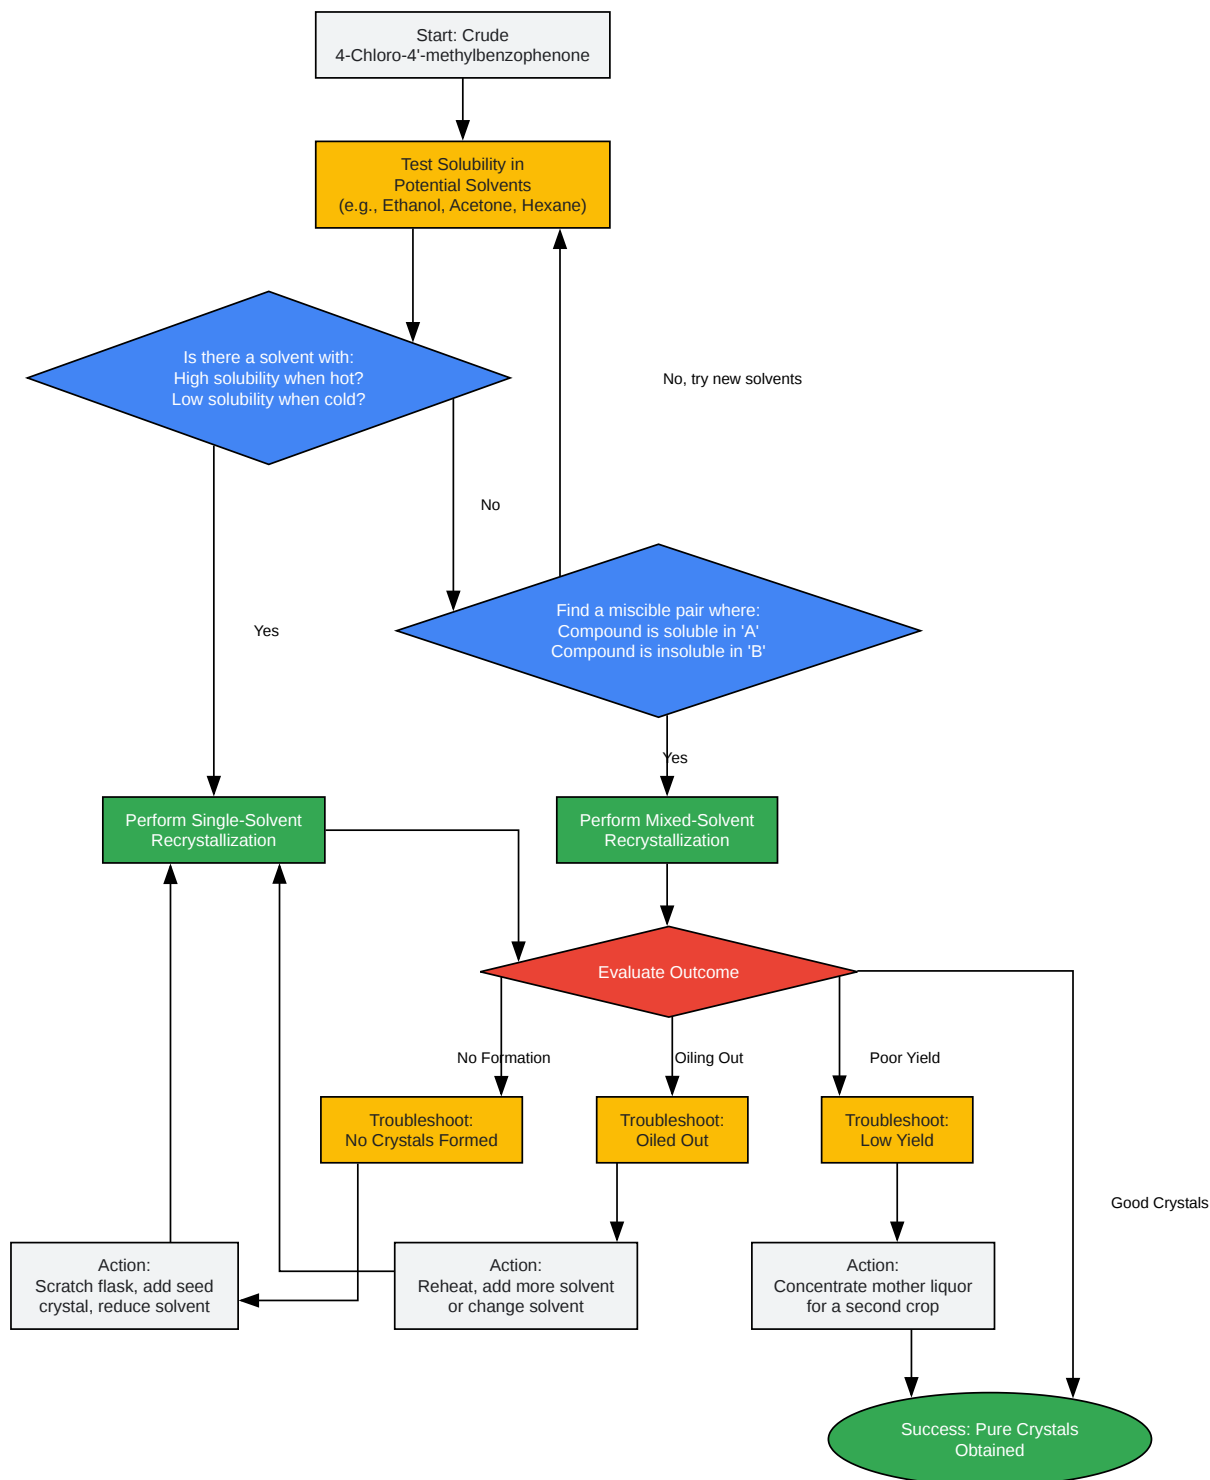 Start: Crude
4-Chloro-4'-methylbenzophenone
Test Solubility in
Potential Solvents
(e.g., Ethanol, Acetone, Hexane)
Is there a solvent with:
High solubility when hot?
Low solubility when cold?
No, try new solvents
No
Find a miscible pair where:
Compound is soluble in 'A'
Compound is insoluble in 'B'
Yes
Yes
Perform Single-Solvent
Recrystallization
Perform Mixed-Solvent
Recrystallization
Evaluate Outcome
No Formation
Oiling Out
Poor Yield
Troubleshoot:
No Crystals Formed
Troubleshoot:
Oiled Out
Troubleshoot:
Low Yield
Good Crystals
Action:
Scratch flask, add seed
crystal, reduce solvent
Action:
Reheat, add more solvent
or change solvent
Action:
Concentrate mother liquor
for a second crop
Success: Pure Crystals
Obtained